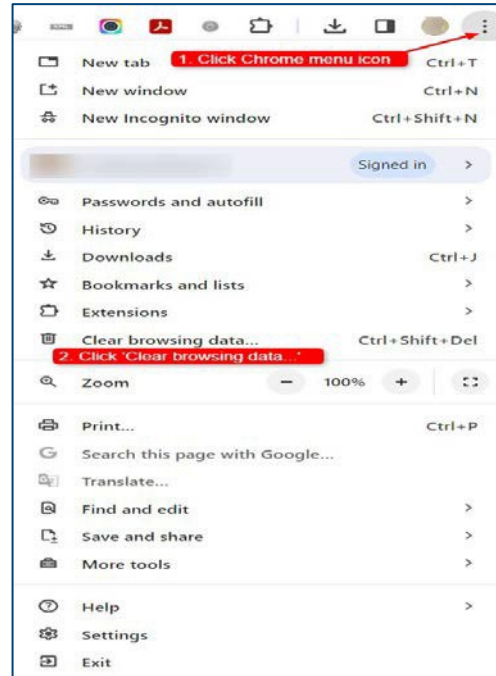 1. Click Chrome menu icon
New tab Ctrl+T
New window Ctrl+N
New Incognito window Ctrl+Shift+N
Signed in
Passwords and autofill
History
Downloads Ctrl+J
Bookmarks and lists
Extensions
Clear browsing data... Ctrl+Shift+Del
2. Click 'Clear browsing data...'
Zoom - 100% +
Print... Ctrl+P
Search this page with Google...
Translate...
Find and edit
Save and share
More tools
Help
Settings
Exit